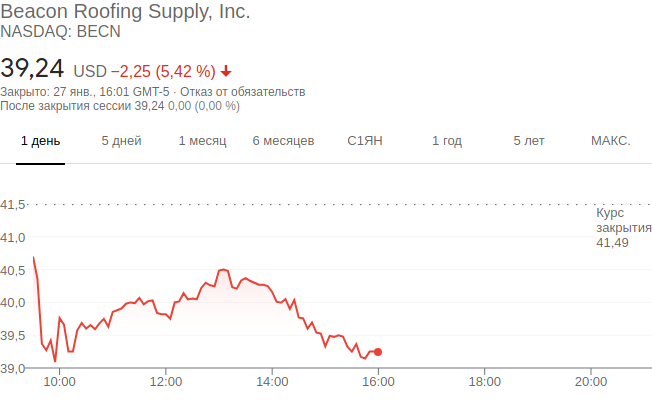 Beacon Roofing Supply, Inc.
NASDAQ: BECN
39,24 USD −2,25 (5,42 %)
Закрыто: 27 янв., 16:01 GMT-5 · Отказ от обязательств
После закрытия сессии 39,24 0,00 (0,00 %)
1 день 5 дней 1 месяц 6 месяцев С1ЯН 1 год 5 лет МАКС.
41,5
Курс
закрытия
41,49
41,0
40,5
40,0
39,5
39,0
10:00 12:00 14:00 16:00 18:00 20:00